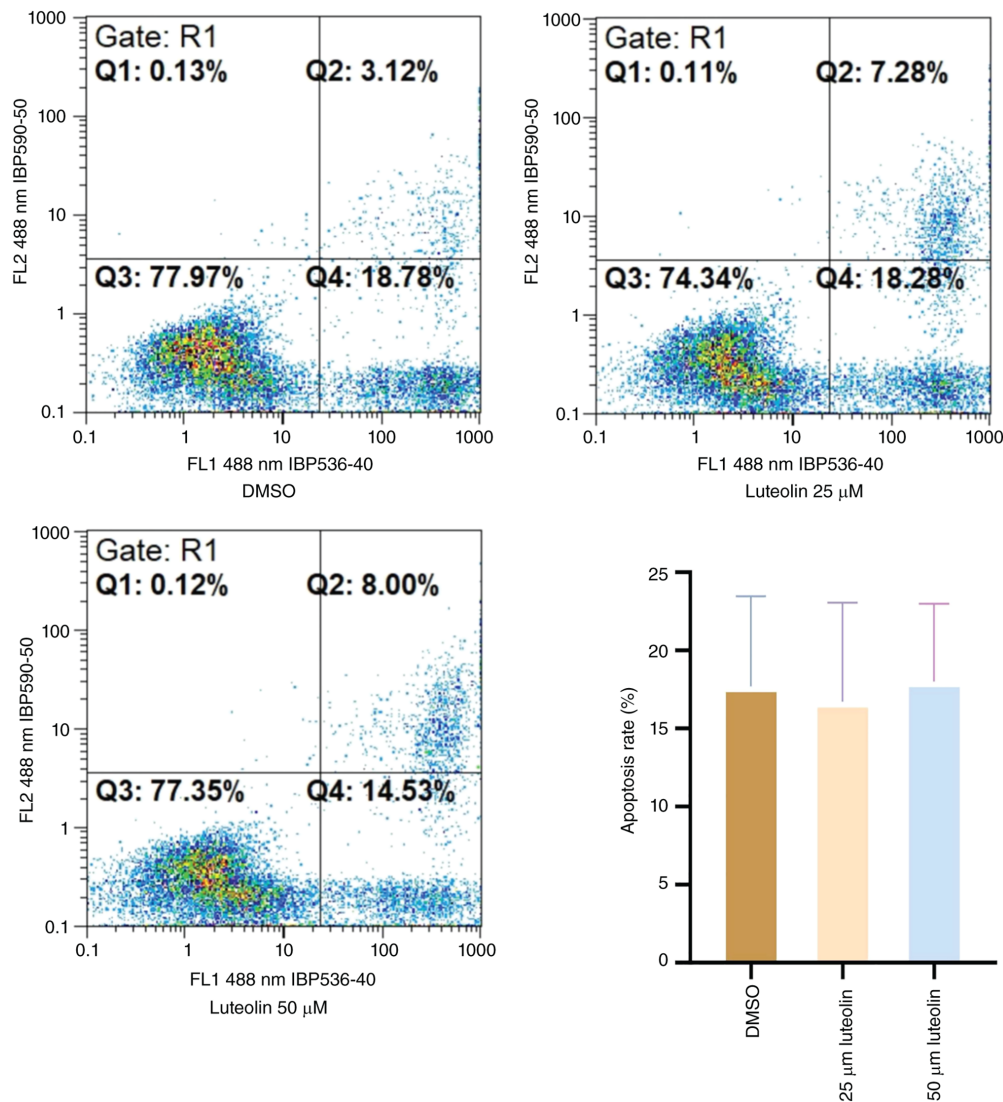 1000
Gate: R1
Q1: 0.13% Q2: 3.12%
100
10
Q3: 77.97% Q4: 18.78%
1
0.1
0.1 1 10 100 1000
FL2 488 nm IBP590-50
FL1 488 nm IBP536-40
DMSO
1000
Gate: R1
Q1: 0.11% Q2: 7.28%
100
10
Q3: 74.34% Q4: 18.28%
1
0.1
0.1 1 10 100 1000
FL2 488 nm IBP590-50
FL1 488 nm IBP536-40
Luteolin 25 μM
1000
Gate: R1
Q1: 0.12% Q2: 8.00%
100
10
Q3: 77.35% Q4: 14.53%
1
0.1
0.1 1 10 100 1000
FL2 488 nm IBP590-50
FL1 488 nm IBP536-40
Luteolin 50 μM
25
20
15
10
5
0
Apoptosis rate (%)
DMSO
25 μm luteolin
50 μm luteolin